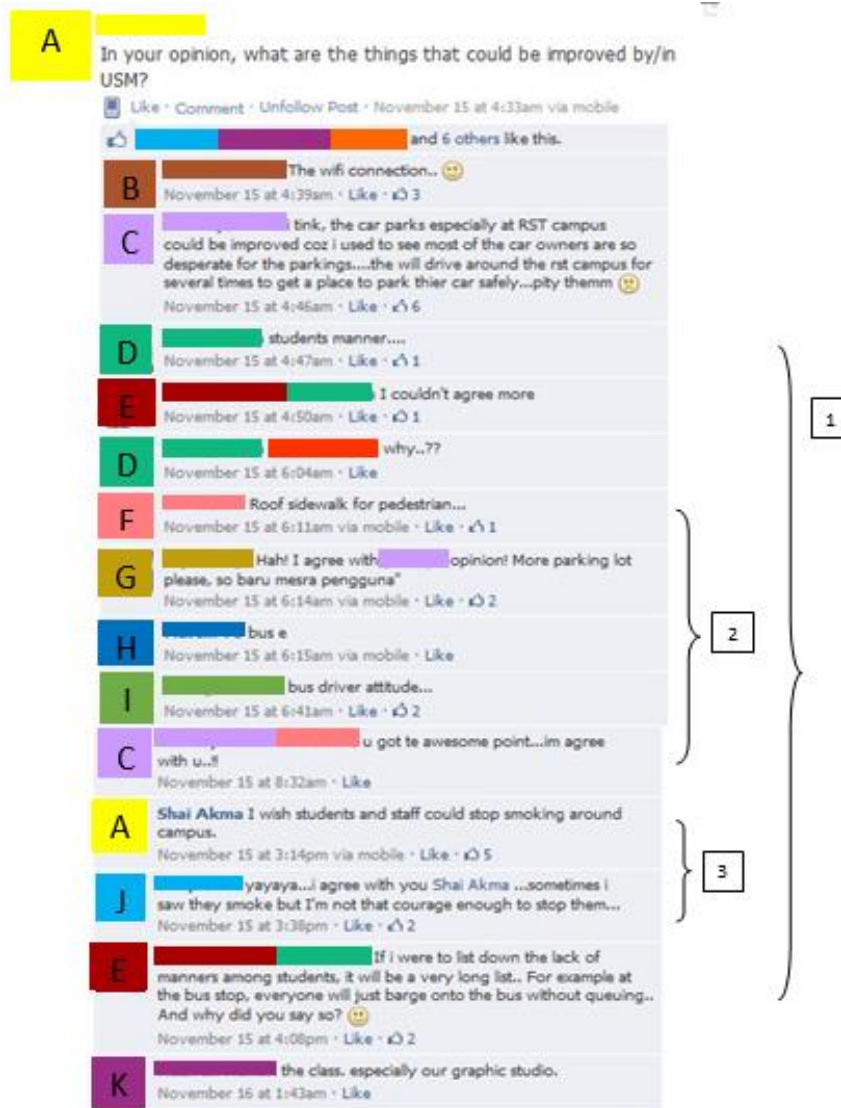 A
In your opinion, what are the things that could be improved by/in
USM?
Like · Comment · Unfollow Post · November 15 at 4:33am via mobile
and 6 others like this.
B
The wifi connection..
November 15 at 4:39am · Like · 3
C
i tink, the car parks especially at RST campus
could be improved coz i used to see most of the car owners are so
desperate for the parkings....the will drive around the rst campus for
several times to get a place to park thier car safely...pity themm
November 15 at 4:46am · Like · 6
D
students manner....
November 15 at 4:47am · Like · 1
1
E
I couldn't agree more
November 15 at 4:50am · Like · 1
D
why..??
November 15 at 6:04am · Like
F
Roof sidewalk for pedestrian...
November 15 at 6:11am via mobile · Like · 1
G
Hah! I agree with opinion! More parking lot
please, so baru mesra pengguna"
November 15 at 6:14am via mobile · Like · 2
2
H
bus e
November 15 at 6:15am via mobile · Like
I
bus driver attitude...
November 15 at 6:41am · Like · 2
C
u got te awesome point...im agree
with u..!!
November 15 at 8:32am · Like
A
Shai Akma I wish students and staff could stop smoking around
campus.
November 15 at 3:14pm via mobile · Like · 5
3
J
yayaya...i agree with you Shai Akma ...sometimes i
saw they smoke but I'm not that courage enough to stop them...
November 15 at 3:38pm · Like · 2
E
If i were to list down the lack of
manners among students, it will be a very long list.. For example at
the bus stop, everyone will just barge onto the bus without queuing..
And why did you say so?
November 15 at 4:08pm · Like · 2
K
the class. especially our graphic studio.
November 16 at 1:43am · Like